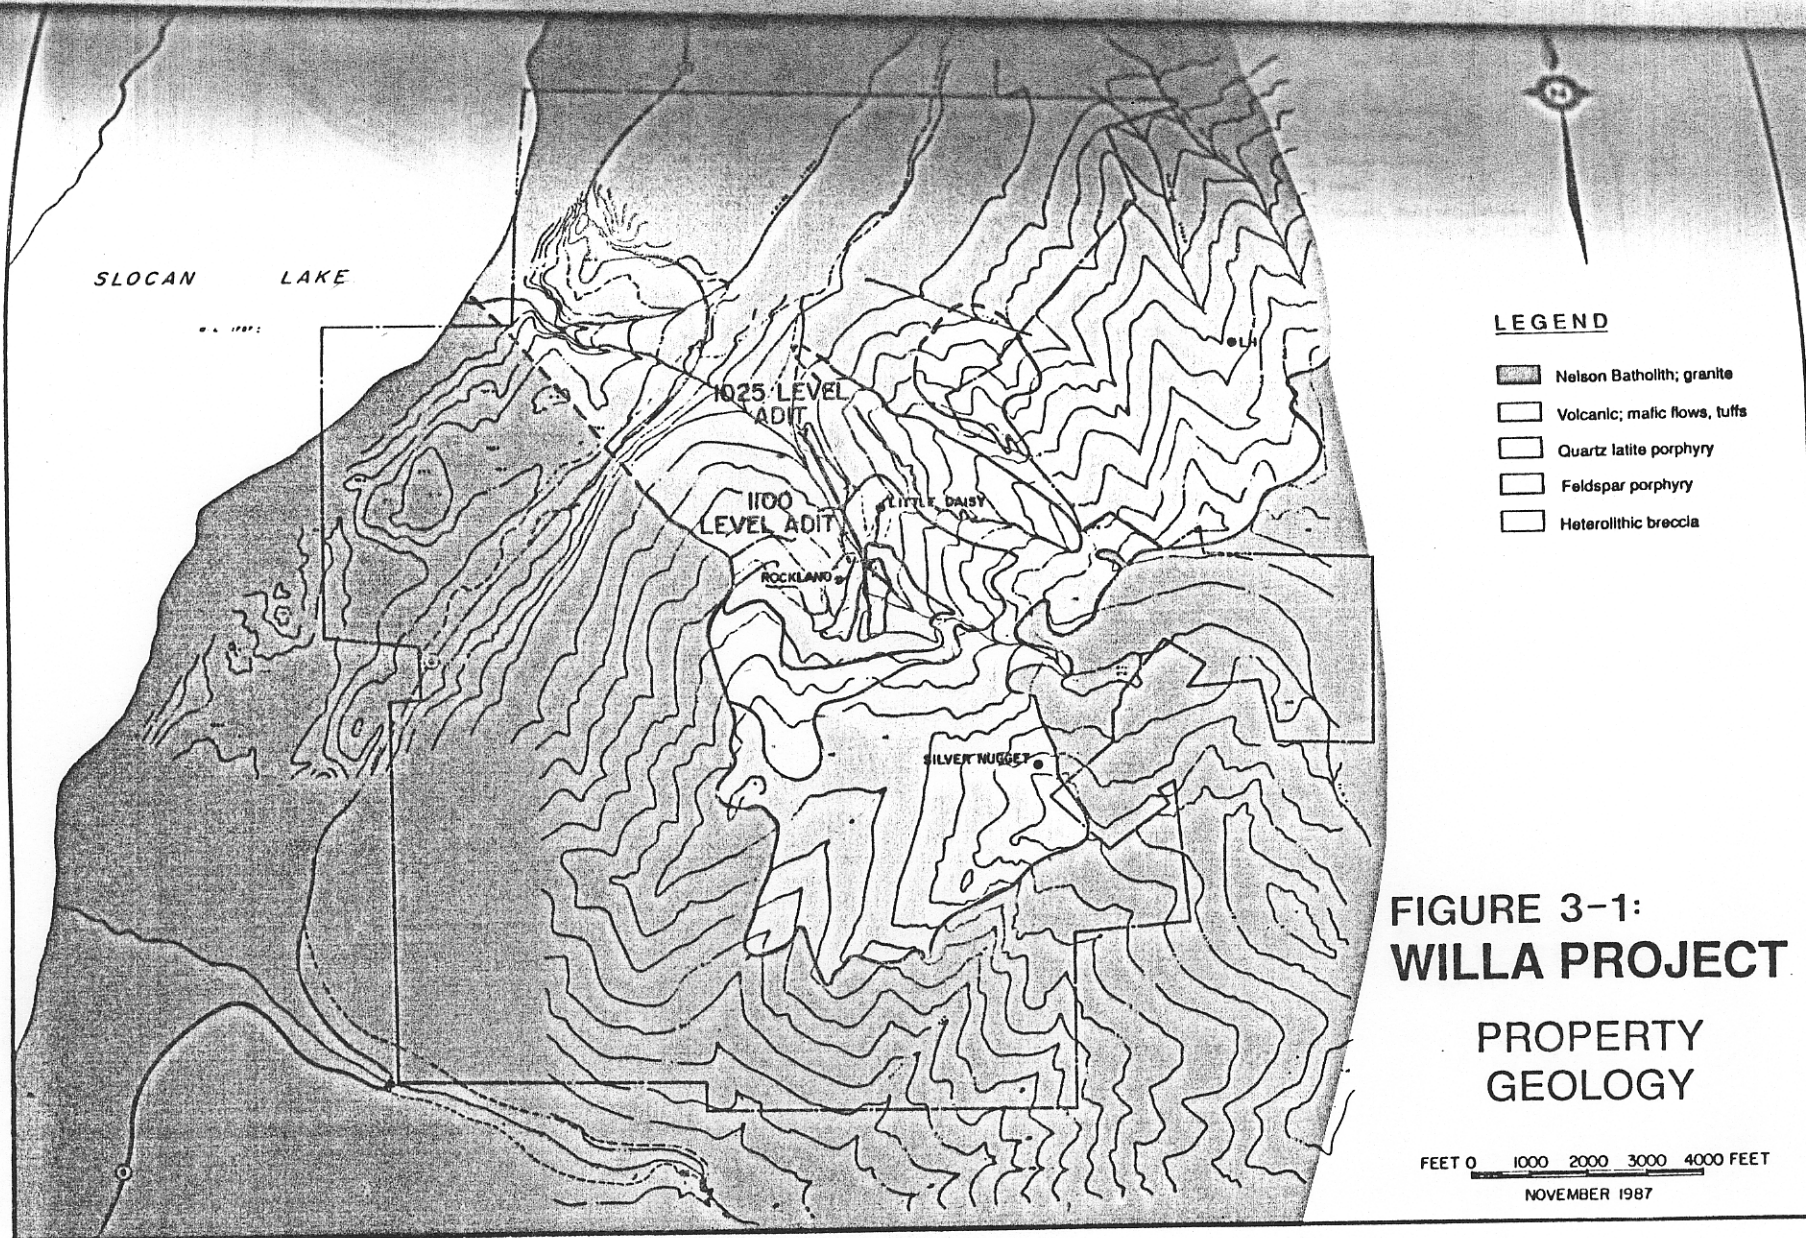 SLOCAN LAKE
LH
1025 LEVEL
ADIT
1100
LEVEL ADIT
LITTLE DAISY
ROCKLAND
SILVER NUGGET
LEGEND
Nelson Batholith; granite
Volcanic; mafic flows, tuffs
Quartz latite porphyry
Feldspar porphyry
Heterolithic breccia
FIGURE 3-1:
WILLA PROJECT
PROPERTY
GEOLOGY
FEET 0 1000 2000 3000 4000 FEET
NOVEMBER 1987